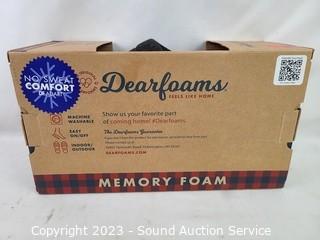 NO SWEAT
COMFORT
Dearfoams
FEELS LIKE HOME
MACHINE
WASHABLE
EASY
ON/OFF
INDOOR/
OUTDOOR
Show us your favorite part
of coming home! #Dearfoams
The Dearfoams Guarantee
DEARFOAMS.COM
MEMORY FOAM
Copyright 2023 - Sound Auction Service